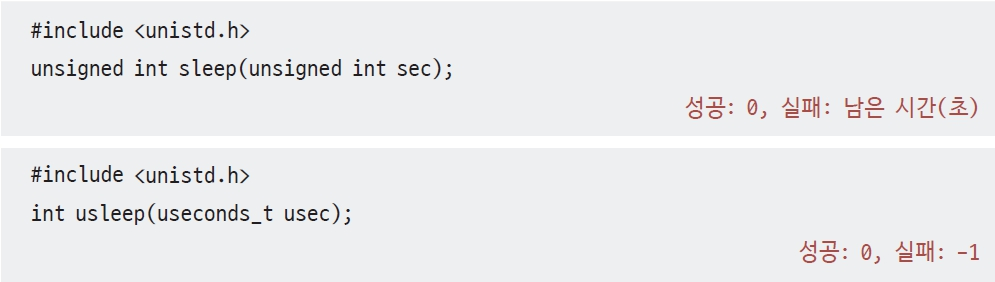 #include <unistd.h>
unsigned int sleep(unsigned int sec);
성공: 0, 실패: 남은 시간(초)
#include <unistd.h>
int usleep(useconds_t usec);
성공: 0, 실패: -1